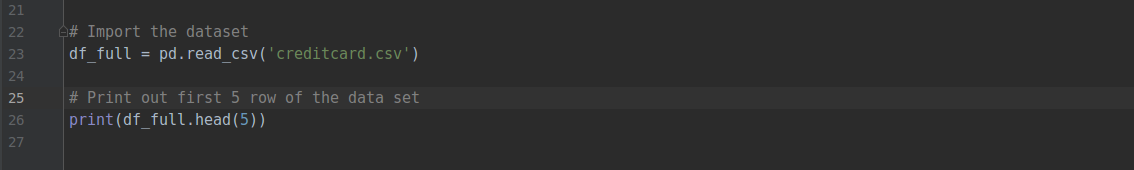 21
22 # Import the dataset
23 df_full = pd.read_csv('creditcard.csv')
24
25 # Print out first 5 row of the data set
26 print(df_full.head(5))
27